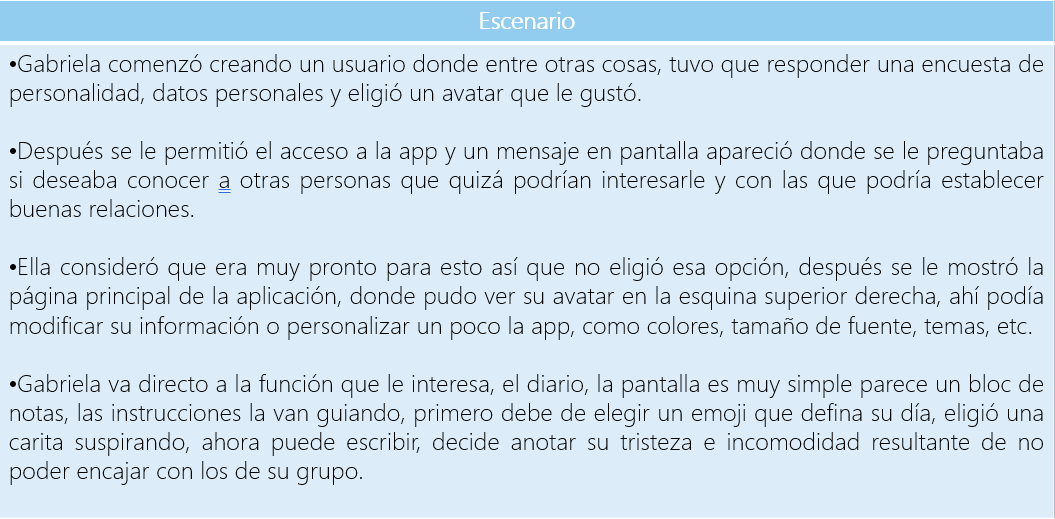 Escenario
•Gabriela comenzó creando un usuario donde entre otras cosas, tuvo que responder una encuesta de
personalidad, datos personales y eligió un avatar que le gustó.
•Después se le permitió el acceso a la app y un mensaje en pantalla apareció donde se le preguntaba
si deseaba conocer a otras personas que quizá podrían interesarle y con las que podría establecer
buenas relaciones.
•Ella consideró que era muy pronto para esto así que no eligió esa opción, después se le mostró la
página principal de la aplicación, donde pudo ver su avatar en la esquina superior derecha, ahí podía
modificar su información o personalizar un poco la app, como colores, tamaño de fuente, temas, etc.
•Gabriela va directo a la función que le interesa, el diario, la pantalla es muy simple parece un bloc de
notas, las instrucciones la van guiando, primero debe de elegir un emoji que defina su día, eligió una
carita suspirando, ahora puede escribir, decide anotar su tristeza e incomodidad resultante de no
poder encajar con los de su grupo.